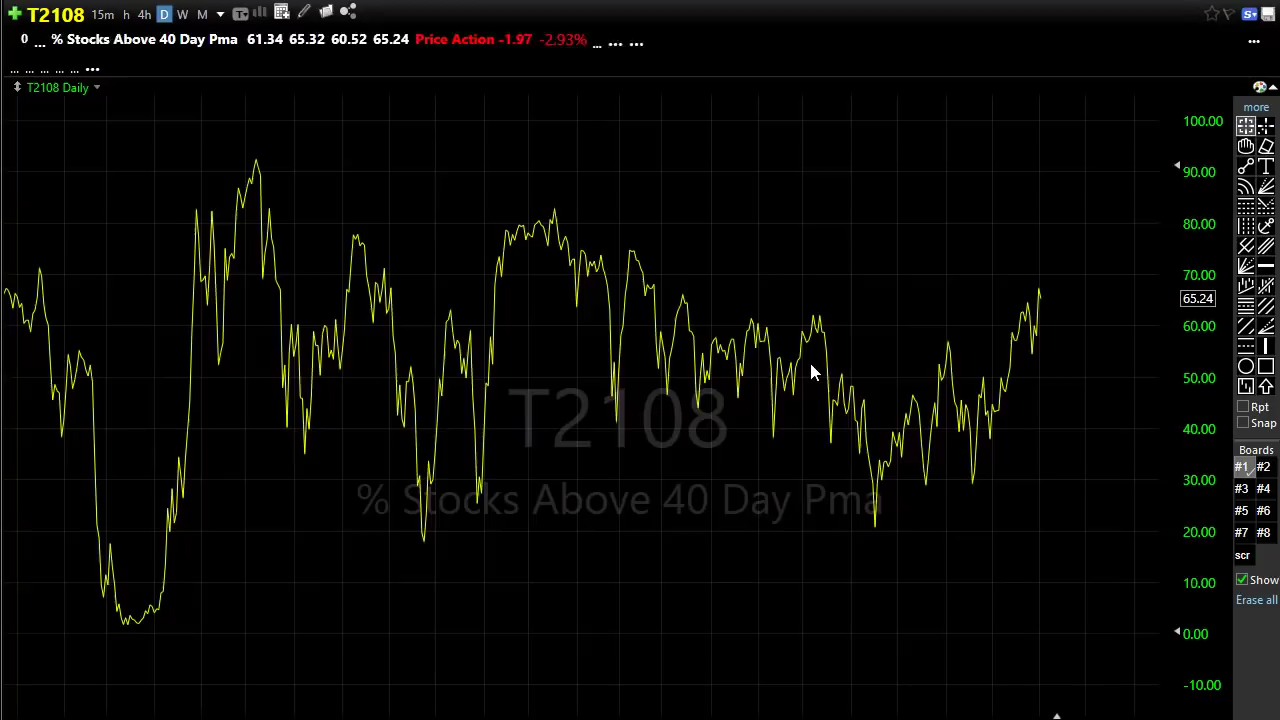 T2108 15m h 4h D W M T
0 ... % Stocks Above 40 Day Pma 61.34 65.32 60.52 65.24 Price Action -1.97 -2.93% ... ... ...
... ... ... ... ... ...
T2108 Daily
more
100.00
90.00
80.00
70.00
65.24
60.00
50.00
40.00
30.00
20.00
10.00
0.00
-10.00
T2108
% Stocks Above 40 Day Pma
S
T
Rpt
Snap
Boards
#1 #2
#3 #4
#5 #6
#7 #8
scr
Show
Erase all